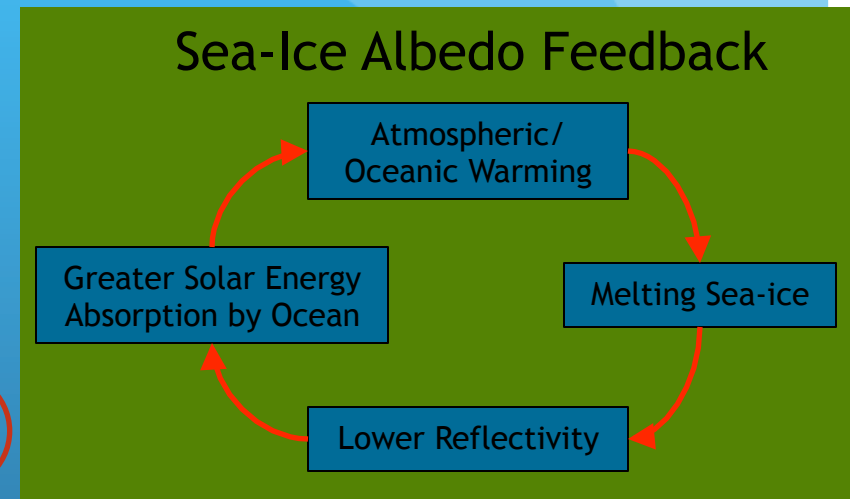 Sea-Ice Albedo Feedback
Atmospheric/
Oceanic Warming
Greater Solar Energy
Absorption by Ocean
Melting Sea-ice
Lower Reflectivity